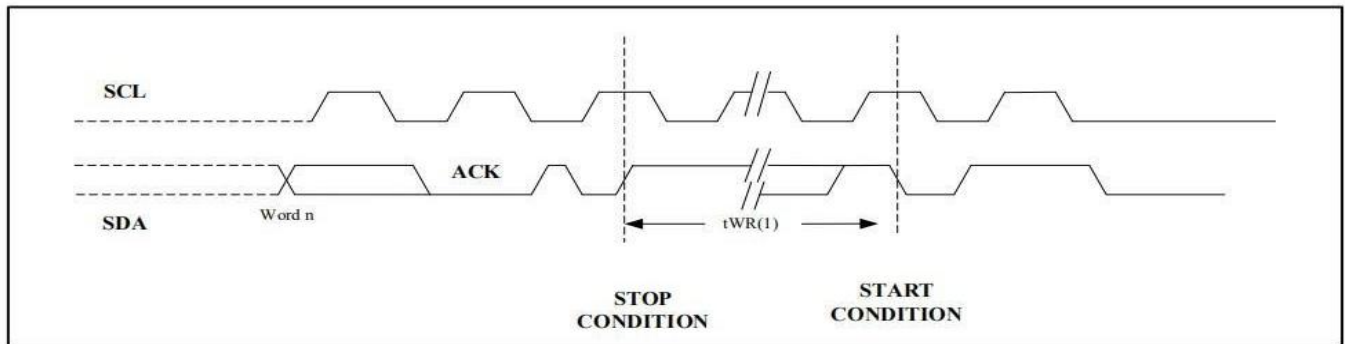 SCL
ACK
SDA
Word n
tWR(1)
STOP
CONDITION
START
CONDITION